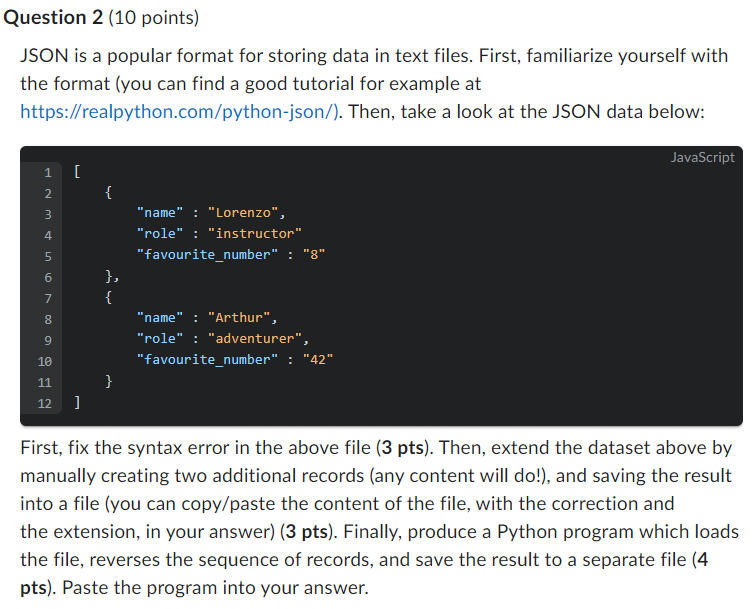 Question 2 (10 points)
JSON is a popular format for storing data in text files. First, familiarize yourself with
the format (you can find a good tutorial for example at
https://realpython.com/python-json/). Then, take a look at the JSON data below:
JavaScript
1 [
2     {
3         "name" : "Lorenzo",
4         "role" : "instructor"
5         "favourite_number" : "8"
6     },
7     {
8         "name" : "Arthur",
9         "role" : "adventurer",
10         "favourite_number" : "42"
11     }
12 ]
First, fix the syntax error in the above file (3 pts). Then, extend the dataset above by
manually creating two additional records (any content will do!), and saving the result
into a file (you can copy/paste the content of the file, with the correction and
the extension, in your answer) (3 pts). Finally, produce a Python program which loads
the file, reverses the sequence of records, and save the result to a separate file (4
pts). Paste the program into your answer.